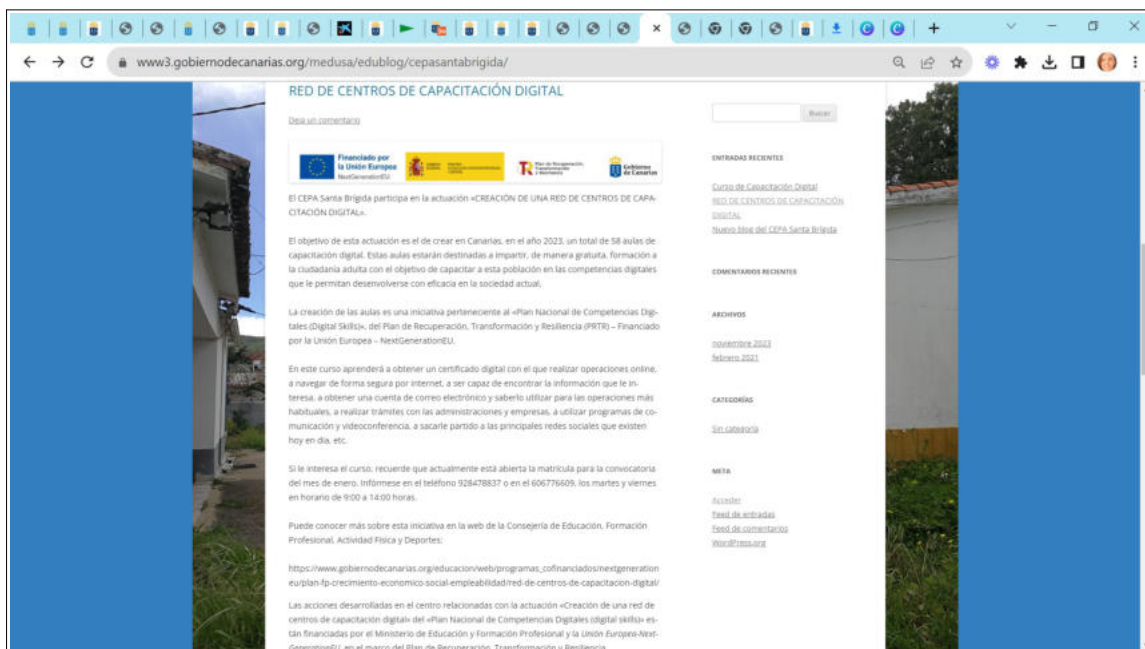 www3.gobiernodecanarias.org/medusa/edublog/cepasantabrigida/
RED DE CENTROS DE CAPACITACIÓN DIGITAL
Deja un comentario
Financiado por
la Unión Europea
NextGenerationEU
Plan de Recuperación,
Transformación
y Resiliencia
Gobierno
de Canarias
El CEPA Santa Brígida participa en la actuación «CREACIÓN DE UNA RED DE CENTROS DE CAPA-
CITACIÓN DIGITAL».
El objetivo de esta actuación es el de crear en Canarias, en el año 2023, un total de 58 aulas de
capacitación digital. Estas aulas estarán destinadas a impartir, de manera gratuita, formación a
la ciudadanía adulta con el objetivo de capacitar a esta población en las competencias digitales
que le permitan desenvolverse con eficacia en la sociedad actual.
La creación de las aulas es una iniciativa perteneciente al «Plan Nacional de Competencias Digi-
tales (Digital Skills)», del Plan de Recuperación, Transformación y Resiliencia (PRTR) – Financiado
por la Unión Europea – NextGenerationEU.
En este curso aprenderá a obtener un certificado digital con el que realizar operaciones online,
a navegar de forma segura por internet, a ser capaz de encontrar la información que le in-
teresa, a obtener una cuenta de correo electrónico y saberlo utilizar para las operaciones más
habituales, a realizar trámites con las administraciones y empresas, a utilizar programas de co-
municación y videoconferencia, a sacarle partido a las principales redes sociales que existen
hoy en día, etc.
Si le interesa el curso, recuerde que actualmente está abierta la matrícula para la convocatoria
del mes de enero. Infórmese en el teléfono 928478837 o en el 606776609, los martes y viernes
en horario de 9:00 a 14:00 horas.
Puede conocer más sobre esta iniciativa en la web de la Consejería de Educación, Formación
Profesional, Actividad Física y Deportes:
https://www.gobiernodecanarias.org/educacion/web/programas_cofinanciados/nextgeneration
eu/plan-fp-crecimiento-economico-social-empleabilidad/red-de-centros-de-capacitacion-digital/
Las acciones desarrolladas en el centro relacionadas con la actuación «Creación de una red de
centros de capacitación digital» del «Plan Nacional de Competencias Digitales (digital skills)» es-
tán financiadas por el Ministerio de Educación y Formación Profesional y la Unión Europea-Next-
GenerationEU, en el marco del Plan de Recuperación, Transformación y Resiliencia
Buscar
ENTRADAS RECIENTES
Curso de Capacitación Digital
RED DE CENTROS DE CAPACITACIÓN
DIGITAL
Nuevo blog del CEPA Santa Brígida
COMENTARIOS RECIENTES
ARCHIVOS
noviembre 2023
febrero 2021
CATEGORÍAS
Sin categoría
META
Acceder
Feed de entradas
Feed de comentarios
WordPress.org